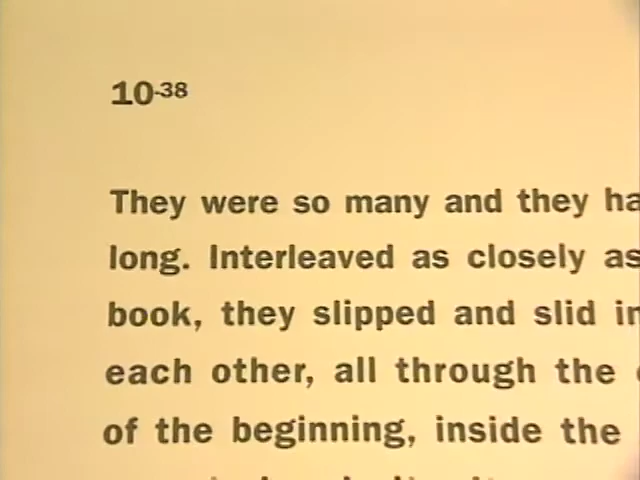 10-38
They were so many and they
long. Interleaved as closely as
book, they slipped and slid
each other, all through the
of the beginning, inside the